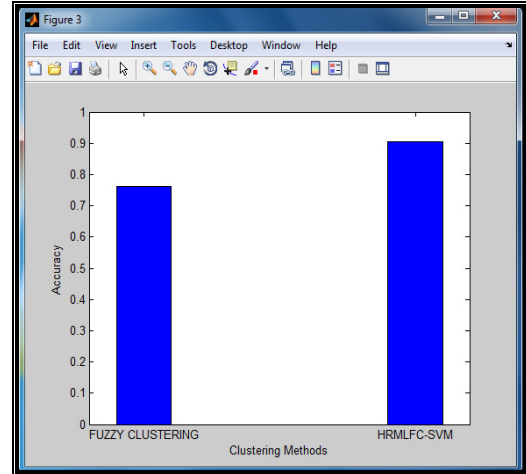 Figure 3
File Edit View Insert Tools Desktop Window Help
1
0.9
0.8
0.7
0.6
0.5
0.4
0.3
0.2
0.1
0
Accuracy
FUZZY CLUSTERING HRMLFC-SVM
Clustering Methods